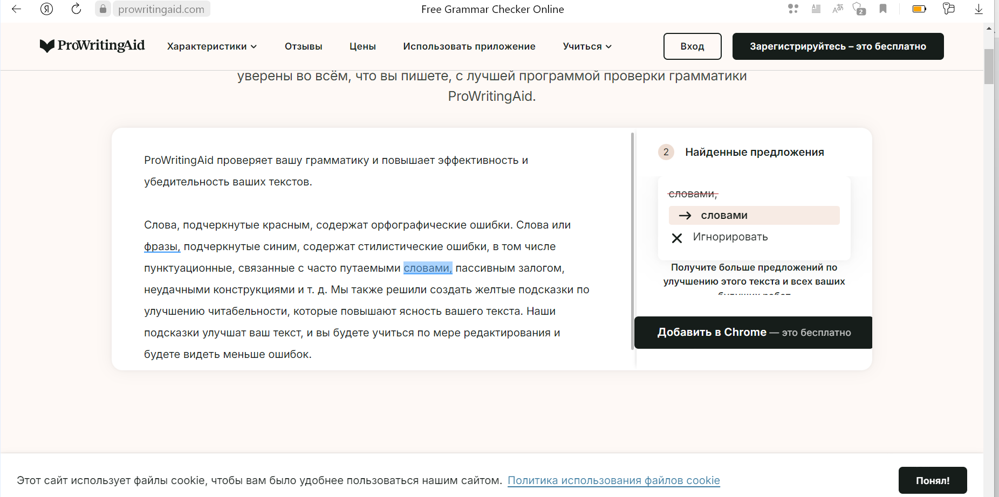 prowritingaid.com
Free Grammar Checker Online
2
ProWritingAid
Характеристики
Отзывы
Цены
Использовать приложение
Учиться
Вход
Зарегистрируйтесь – это бесплатно
уверены во всём, что вы пишете, с лучшей программой проверки грамматики
ProWritingAid.
ProWritingAid проверяет вашу грамматику и повышает эффективность и
убедительность ваших текстов.
Слова, подчеркнутые красным, содержат орфографические ошибки. Слова или
фразы, подчеркнутые синим, содержат стилистические ошибки, в том числе
пунктуационные, связанные с часто путаемыми словами, пассивным залогом,
неудачными конструкциями и т. д. Мы также решили создать желтые подсказки по
улучшению читабельности, которые повышают ясность вашего текста. Наши
подсказки улучшат ваш текст, и вы будете учиться по мере редактирования и
будете видеть меньше ошибок.
2 Найденные предложения
словами,
→ словами
Игнорировать
Получите больше предложений по
улучшению этого текста и всех ваших
будущих работ.
Добавить в Chrome — это бесплатно
Этот сайт использует файлы cookie, чтобы вам было удобнее пользоваться нашим сайтом. Политика использования файлов cookie
Понял!